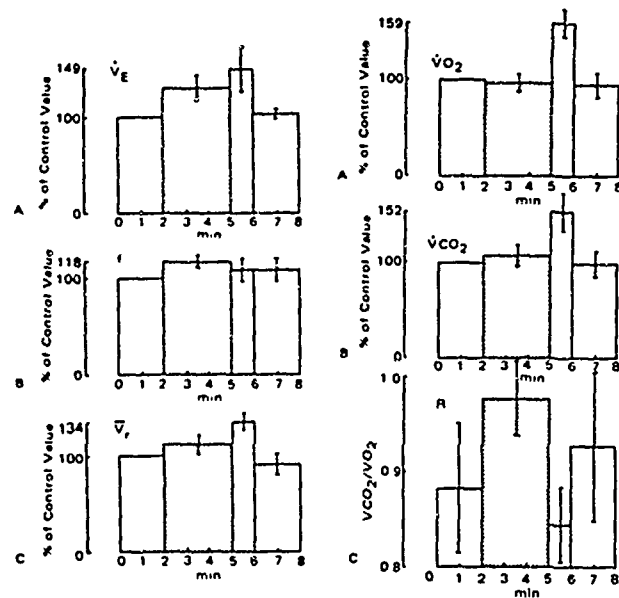 149
100
0
% of Control Value
V̇E
0 1 2 3 4 5 6 7 8
min
A
118
100
0
% of Control Value
f
0 1 2 3 4 5 6 7 8
min
B
134
100
0
% of Control Value
V̄T
0 1 2 3 4 5 6 7 8
min
C
159
100
0
% of Control Value
V̇O2
0 1 2 3 4 5 6 7 8
min
A
152
100
0
% of Control Value
V̇CO2
0 1 2 3 4 5 6 7 8
min
B
1 0
0 9
0 8
VCO2/VO2
R
0 1 2 3 4 5 6 7 8
min
C